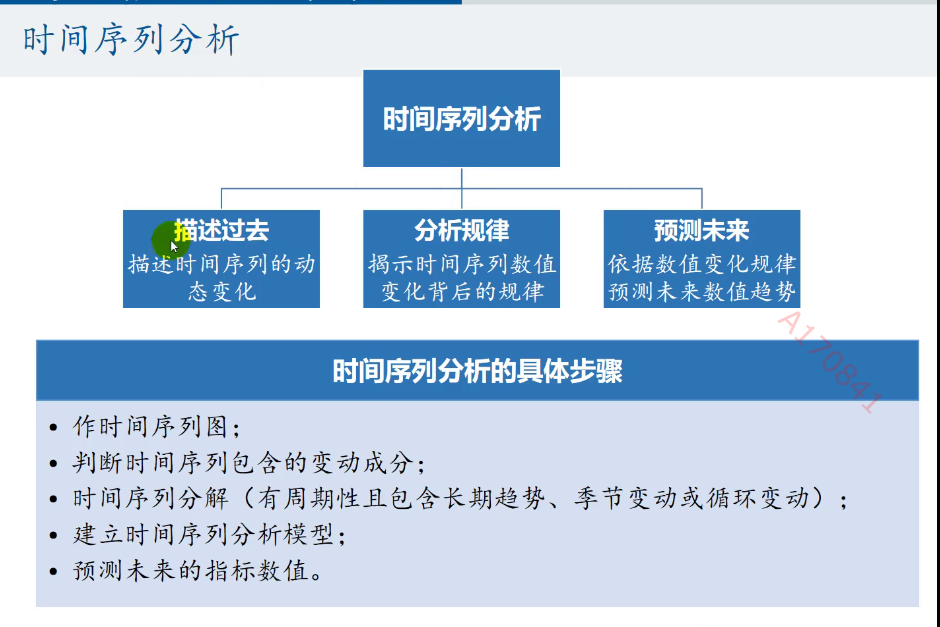 时间序列分析
时间序列分析
描述过去
描述时间序列的动
态变化
分析规律
揭示时间序列数值
变化背后的规律
预测未来
依据数值变化规律
预测未来数值趋势
A170841
时间序列分析的具体步骤
• 作时间序列图；
• 判断时间序列包含的变动成分；
• 时间序列分解（有周期性且包含长期趋势、季节变动或循环变动）；
• 建立时间序列分析模型；
• 预测未来的指标数值。